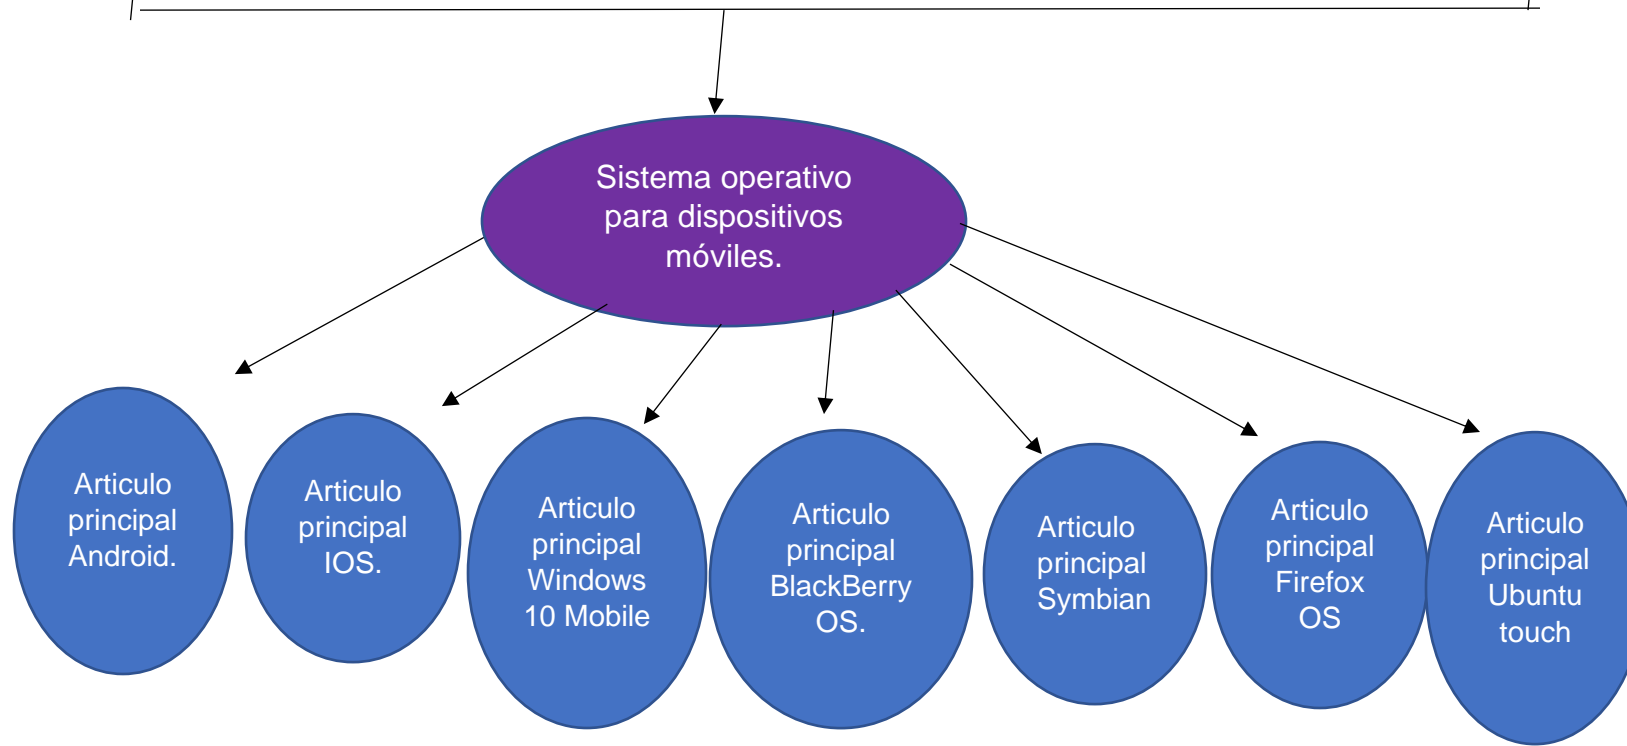 Sistema operativo
para dispositivos
móviles.
Articulo
principal
Android.
Articulo
principal
IOS.
Articulo
principal
Windows
10 Mobile
Articulo
principal
BlackBerry
OS.
Articulo
principal
Symbian
Articulo
principal
Firefox
OS
Articulo
principal
Ubuntu
touch